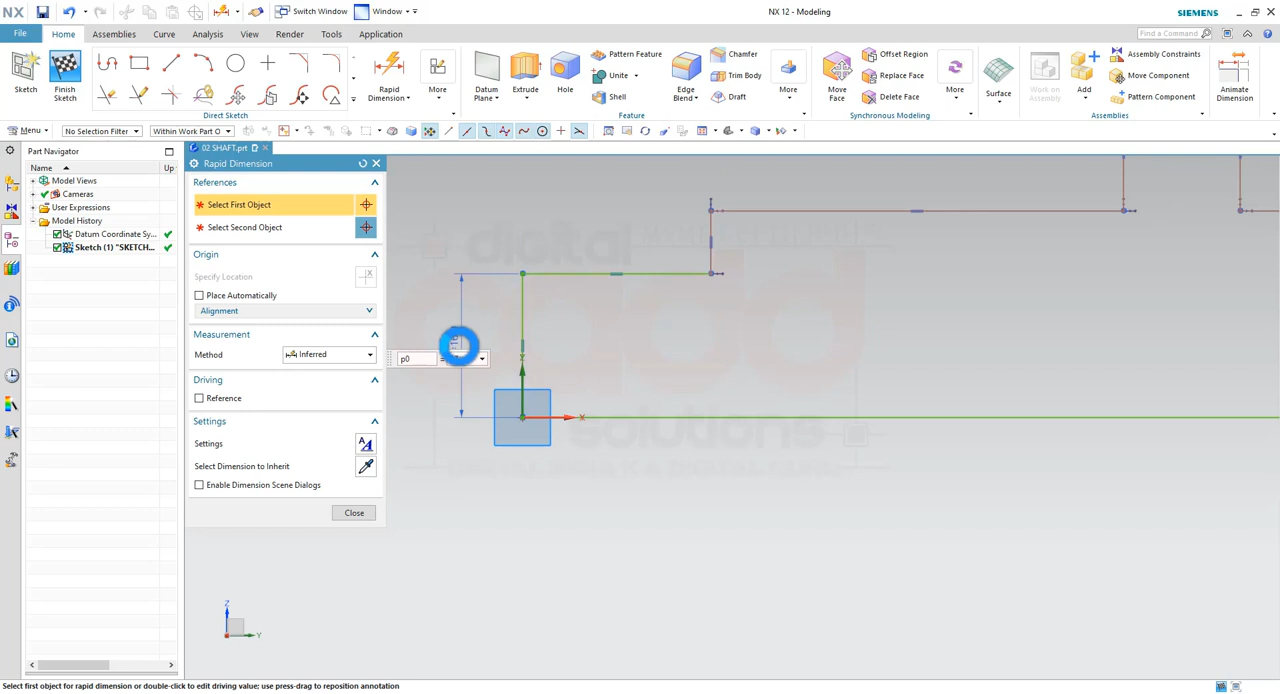 NX
Switch Window
Window
NX 12 - Modeling
SIEMENS
File
Home
Assemblies
Curve
Analysis
View
Render
Tools
Application
Find a Command
Sketch
Finish Sketch
Rapid Dimension
More
Direct Sketch
Datum Plane
Extrude
Hole
Pattern Feature
Unite
Shell
Edge Blend
Chamfer
Trim Body
Draft
More
Feature
Move Face
Offset Region
Replace Face
Delete Face
More
Synchronous Modeling
Surface
Work on Assembly
Add
Assembly Constraints
Move Component
Pattern Component
Assemblies
Animate Dimension
Menu
No Selection Filter
Within Work Part O
Part Navigator
Name
Up
Model Views
Cameras
User Expressions
Model History
Datum Coordinate Sy...
Sketch (1) "SKETCH...
02 SHAFT.prt
Rapid Dimension
References
* Select First Object
* Select Second Object
Origin
Specify Location
Place Automatically
Alignment
Measurement
Method
Inferred
Driving
Reference
Settings
Settings
Select Dimension to Inherit
Enable Dimension Scene Dialogs
Close
p0
digital
solutions
X
Z
Y
Select first object for rapid dimension or double-click to edit driving value; use press-drag to reposition annotation